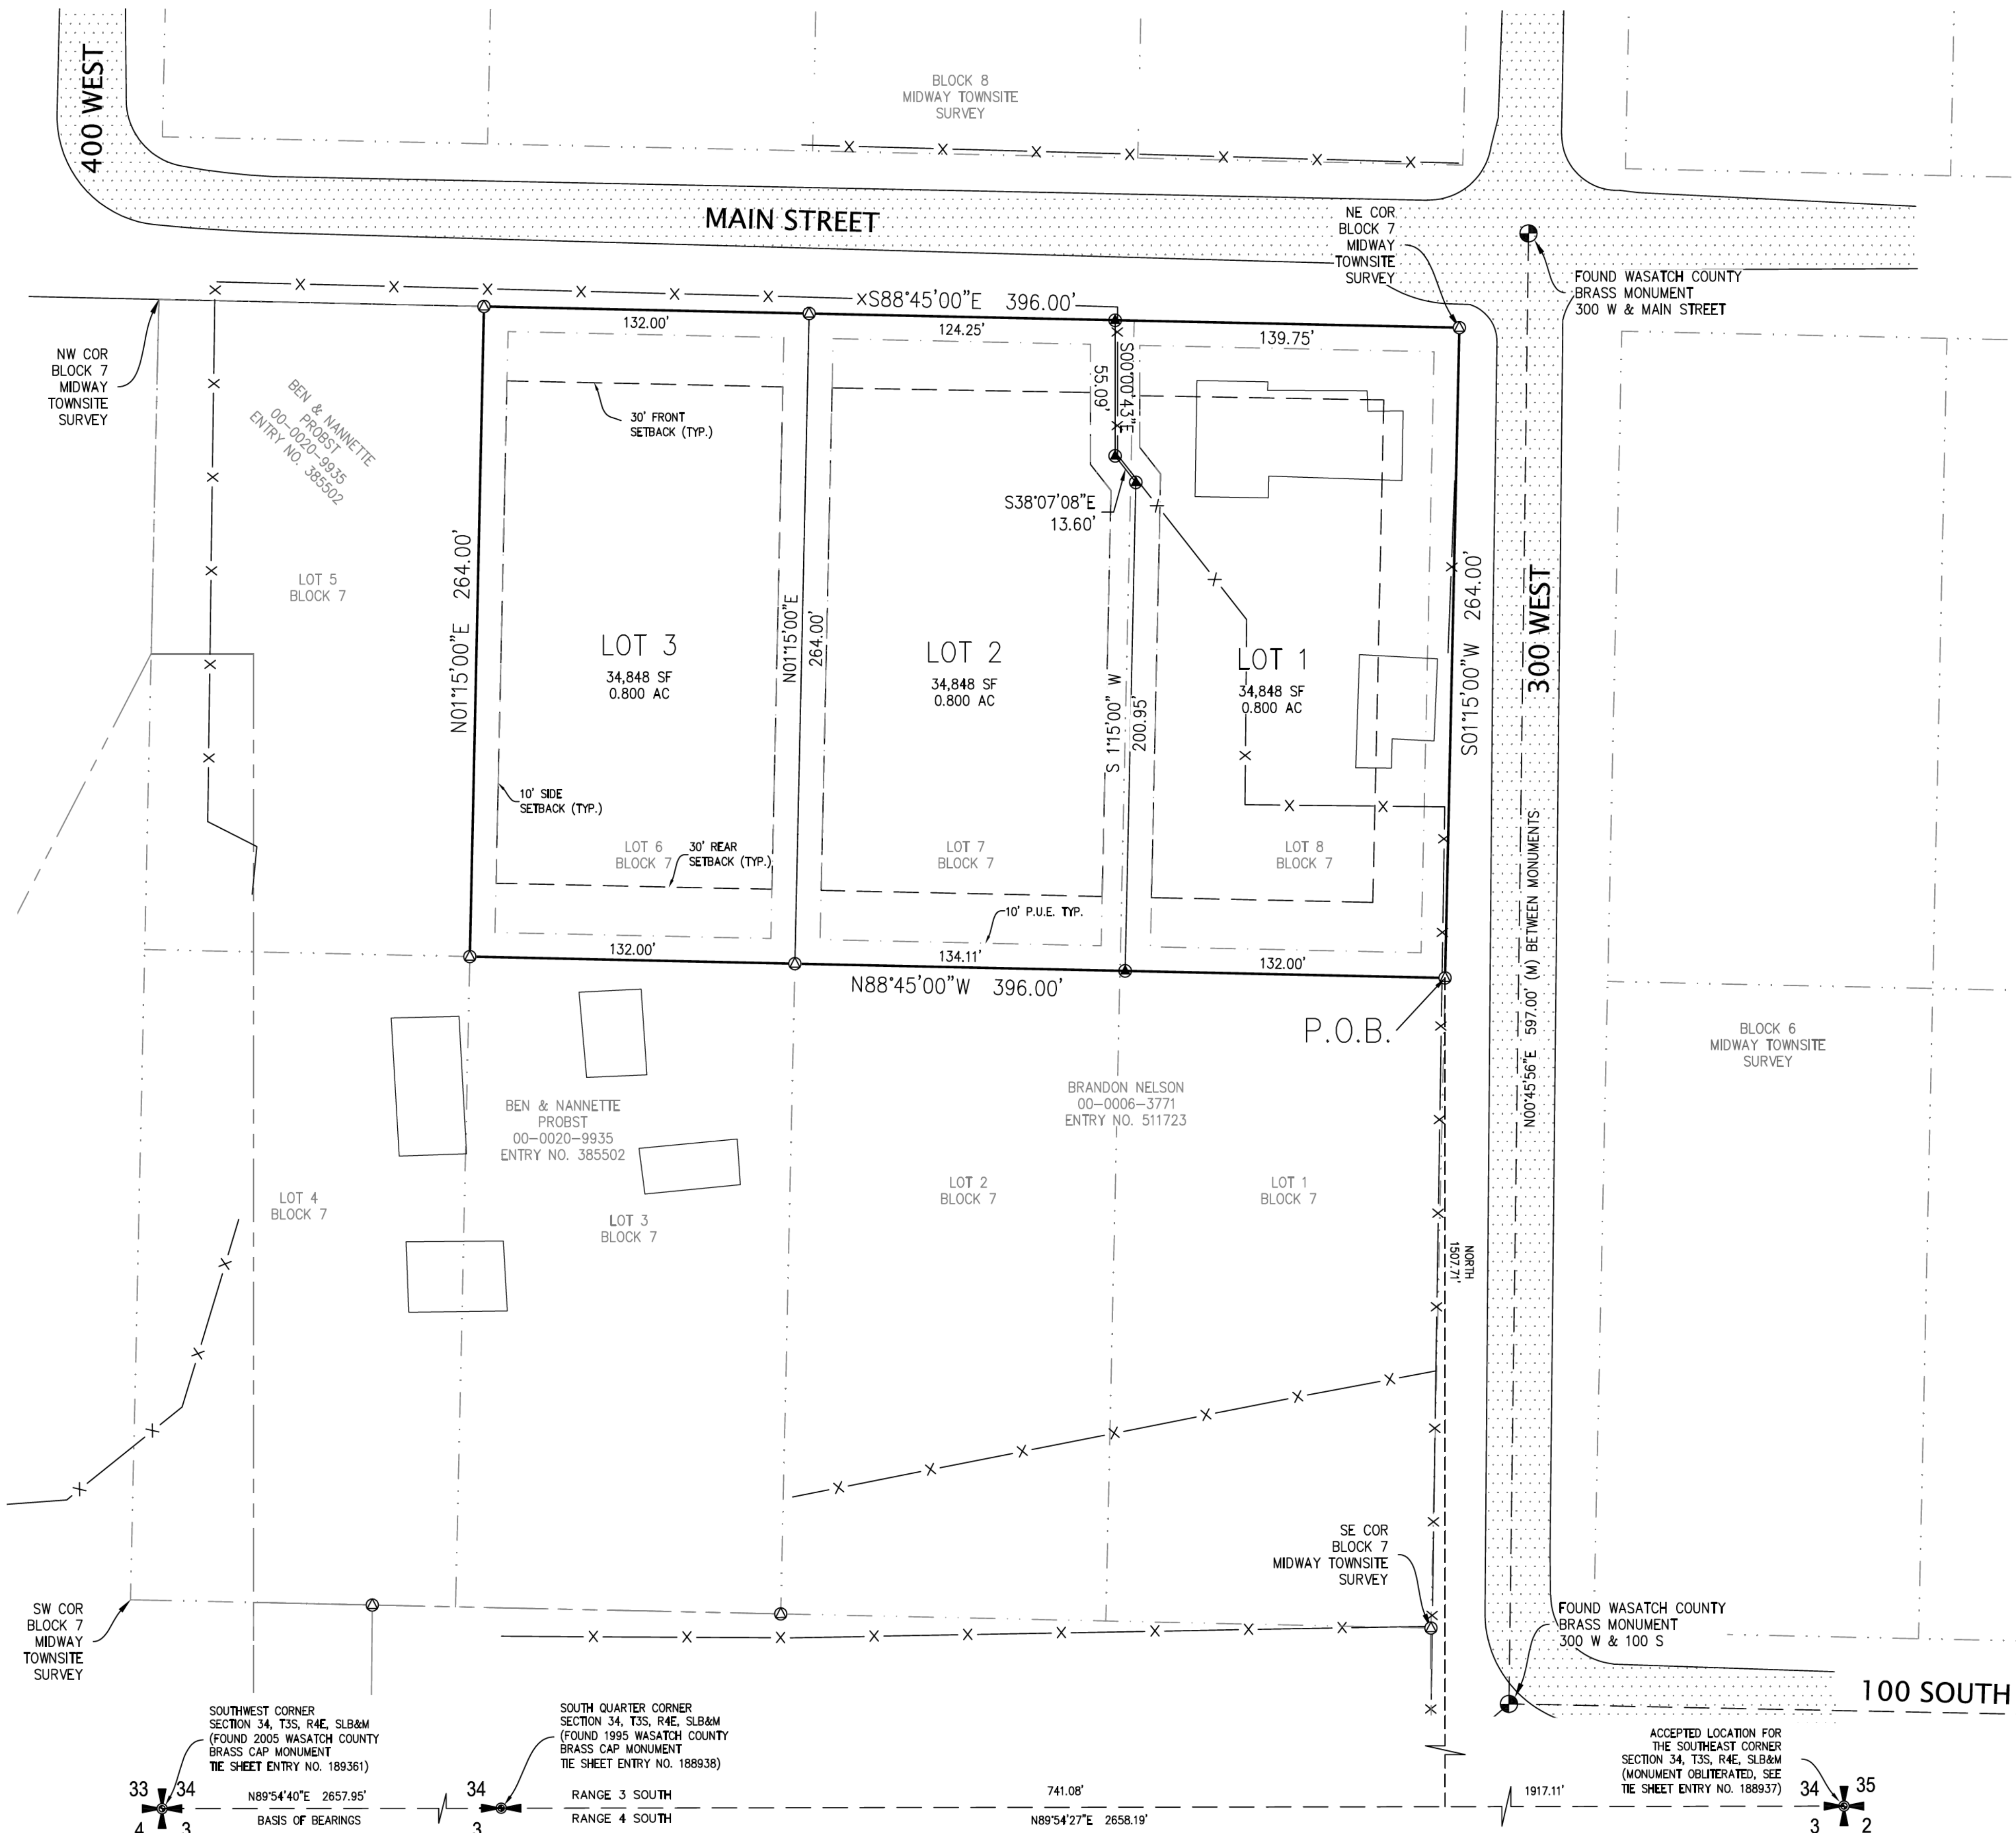 400 WEST
BLOCK 8
MIDWAY TOWNSITE
SURVEY
MAIN STREET
NE COR
BLOCK 7
MIDWAY
TOWNSITE
SURVEY
FOUND WASATCH COUNTY
BRASS MONUMENT
300 W & MAIN STREET
NW COR
BLOCK 7
MIDWAY
TOWNSITE
SURVEY
S88°45'00"E 396.00'
132.00'
124.25'
139.75'
BEN & NANNETTE
PROBST
00-0020-9935
ENTRY NO. 385502
30' FRONT
SETBACK (TYP.)
S00°00'43"E
55.09'
S38°07'08"E
13.60'
LOT 5
BLOCK 7
N01°15'00"E 264.00'
LOT 3
34,848 SF
0.800 AC
N01°15'00"E
264.00'
LOT 2
34,848 SF
0.800 AC
S 1°15'00" W
200.95'
LOT 1
34,848 SF
0.800 AC
S01°15'00"W 264.00'
300 WEST
10' SIDE
SETBACK (TYP.)
LOT 6
BLOCK 7
30' REAR
SETBACK (TYP.)
LOT 7
BLOCK 7
LOT 8
BLOCK 7
10' P.U.E. TYP.
132.00'
134.11'
132.00'
N88°45'00"W 396.00'
P.O.B.
N00°45'56"E 597.00' (M) BETWEEN MONUMENTS
BLOCK 6
MIDWAY TOWNSITE
SURVEY
BEN & NANNETTE
PROBST
00-0020-9935
ENTRY NO. 385502
BRANDON NELSON
00-0006-3771
ENTRY NO. 511723
LOT 4
BLOCK 7
LOT 3
BLOCK 7
LOT 2
BLOCK 7
LOT 1
BLOCK 7
NORTH
1507.71'
SE COR
BLOCK 7
MIDWAY TOWNSITE
SURVEY
SW COR
BLOCK 7
MIDWAY
TOWNSITE
SURVEY
FOUND WASATCH COUNTY
BRASS MONUMENT
300 W & 100 S
100 SOUTH
SOUTHWEST CORNER
SECTION 34, T3S, R4E, SLB&M
(FOUND 2005 WASATCH COUNTY
BRASS CAP MONUMENT
TIE SHEET ENTRY NO. 189361)
SOUTH QUARTER CORNER
SECTION 34, T3S, R4E, SLB&M
(FOUND 1995 WASATCH COUNTY
BRASS CAP MONUMENT
TIE SHEET ENTRY NO. 188938)
ACCEPTED LOCATION FOR
THE SOUTHEAST CORNER
SECTION 34, T3S, R4E, SLB&M
(MONUMENT OBLITERATED, SEE
TIE SHEET ENTRY NO. 188937)
33 34
4 3
N89°54'40"E 2657.95'
BASIS OF BEARINGS
34
3
RANGE 3 SOUTH
RANGE 4 SOUTH
741.08'
N89°54'27"E 2658.19'
1917.11'
34 35
3 2